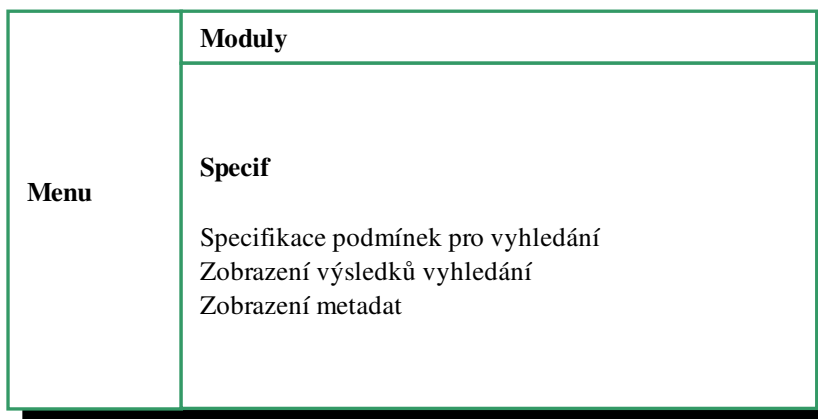 Moduly
Menu
Specif
Specifikace podmínek pro vyhledání
Zobrazení výsledků vyhledání
Zobrazení metadat